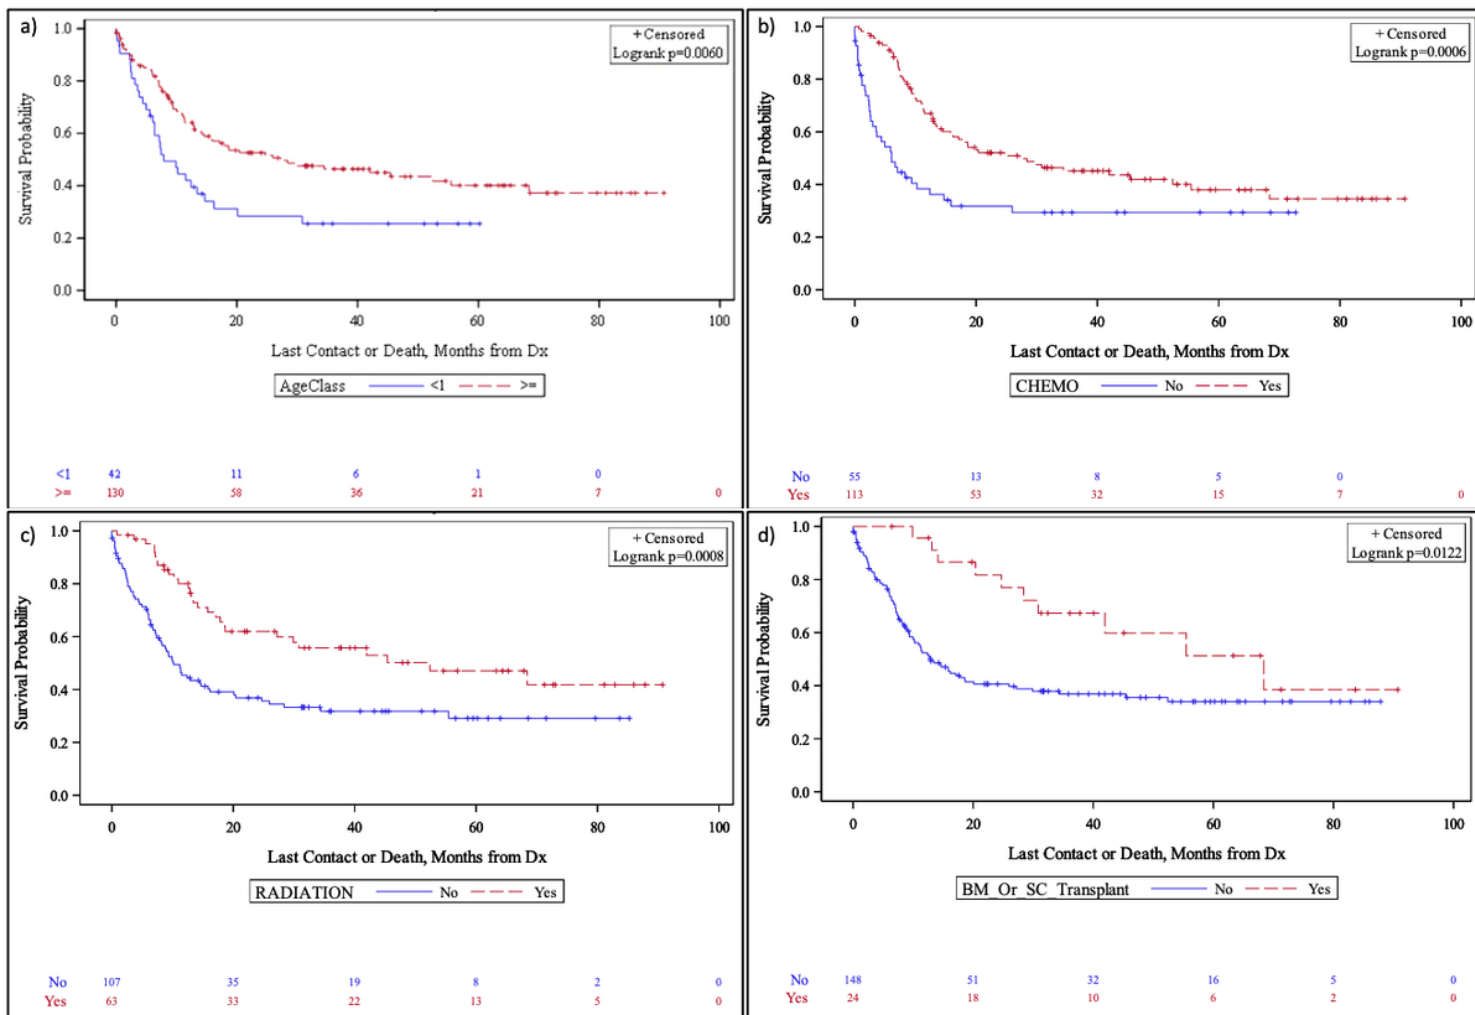 a)
+ Censored
Logrank p=0.0060
1.0
0.8
0.6
0.4
0.2
0.0
Survival Probability
0 20 40 60 80 100
Last Contact or Death, Months from Dx
AgeClass <1 >=
<1 42 11 6 1 0
>= 130 58 36 21 7 0
b)
+ Censored
Logrank p=0.0006
1.0
0.8
0.6
0.4
0.2
0.0
Survival Probability
0 20 40 60 80 100
Last Contact or Death, Months from Dx
CHEMO No Yes
No 55 13 8 5 0
Yes 113 53 32 15 7 0
c)
+ Censored
Logrank p=0.0008
1.0
0.8
0.6
0.4
0.2
0.0
Survival Probability
0 20 40 60 80 100
Last Contact or Death, Months from Dx
RADIATION No Yes
No 107 35 19 8 2 0
Yes 63 33 22 13 5 0
d)
+ Censored
Logrank p=0.0122
1.0
0.8
0.6
0.4
0.2
0.0
Survival Probability
0 20 40 60 80 100
Last Contact or Death, Months from Dx
BM_Or_SC_Transplant No Yes
No 148 51 32 16 5 0
Yes 24 18 10 6 2 0